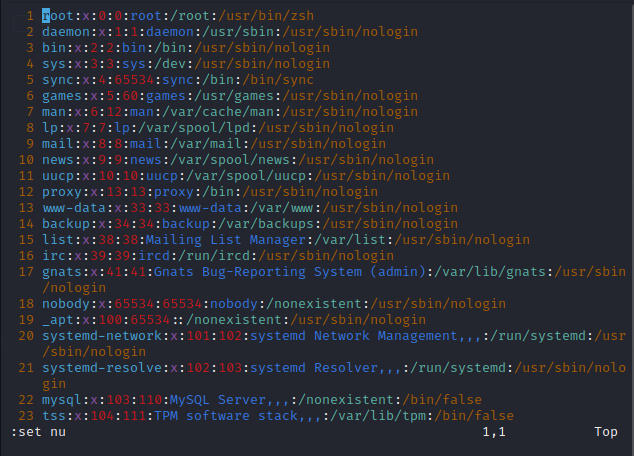 1 root:x:0:0:root:/root:/usr/bin/zsh
2 daemon:x:1:1:daemon:/usr/sbin:/usr/sbin/nologin
3 bin:x:2:2:bin:/bin:/usr/sbin/nologin
4 sys:x:3:3:sys:/dev:/usr/sbin/nologin
5 sync:x:4:65534:sync:/bin:/bin/sync
6 games:x:5:60:games:/usr/games:/usr/sbin/nologin
7 man:x:6:12:man:/var/cache/man:/usr/sbin/nologin
8 lp:x:7:7:lp:/var/spool/lpd:/usr/sbin/nologin
9 mail:x:8:8:mail:/var/mail:/usr/sbin/nologin
10 news:x:9:9:news:/var/spool/news:/usr/sbin/nologin
11 uucp:x:10:10:uucp:/var/spool/uucp:/usr/sbin/nologin
12 proxy:x:13:13:proxy:/bin:/usr/sbin/nologin
13 www-data:x:33:33:www-data:/var/www:/usr/sbin/nologin
14 backup:x:34:34:backup:/var/backups:/usr/sbin/nologin
15 list:x:38:38:Mailing List Manager:/var/list:/usr/sbin/nologin
16 irc:x:39:39:ircd:/run/ircd:/usr/sbin/nologin
17 gnats:x:41:41:Gnats Bug-Reporting System (admin):/var/lib/gnats:/usr/sbin
/nologin
18 nobody:x:65534:65534:nobody:/nonexistent:/usr/sbin/nologin
19 _apt:x:100:65534::/nonexistent:/usr/sbin/nologin
20 systemd-network:x:101:102:systemd Network Management,,,:/run/systemd:/usr
/sbin/nologin
21 systemd-resolve:x:102:103:systemd Resolver,,,:/run/systemd:/usr/sbin/nolo
gin
22 mysql:x:103:110:MySQL Server,,,:/nonexistent:/bin/false
23 tss:x:104:111:TPM software stack,,,:/var/lib/tpm:/bin/false
:set nu 1,1 Top